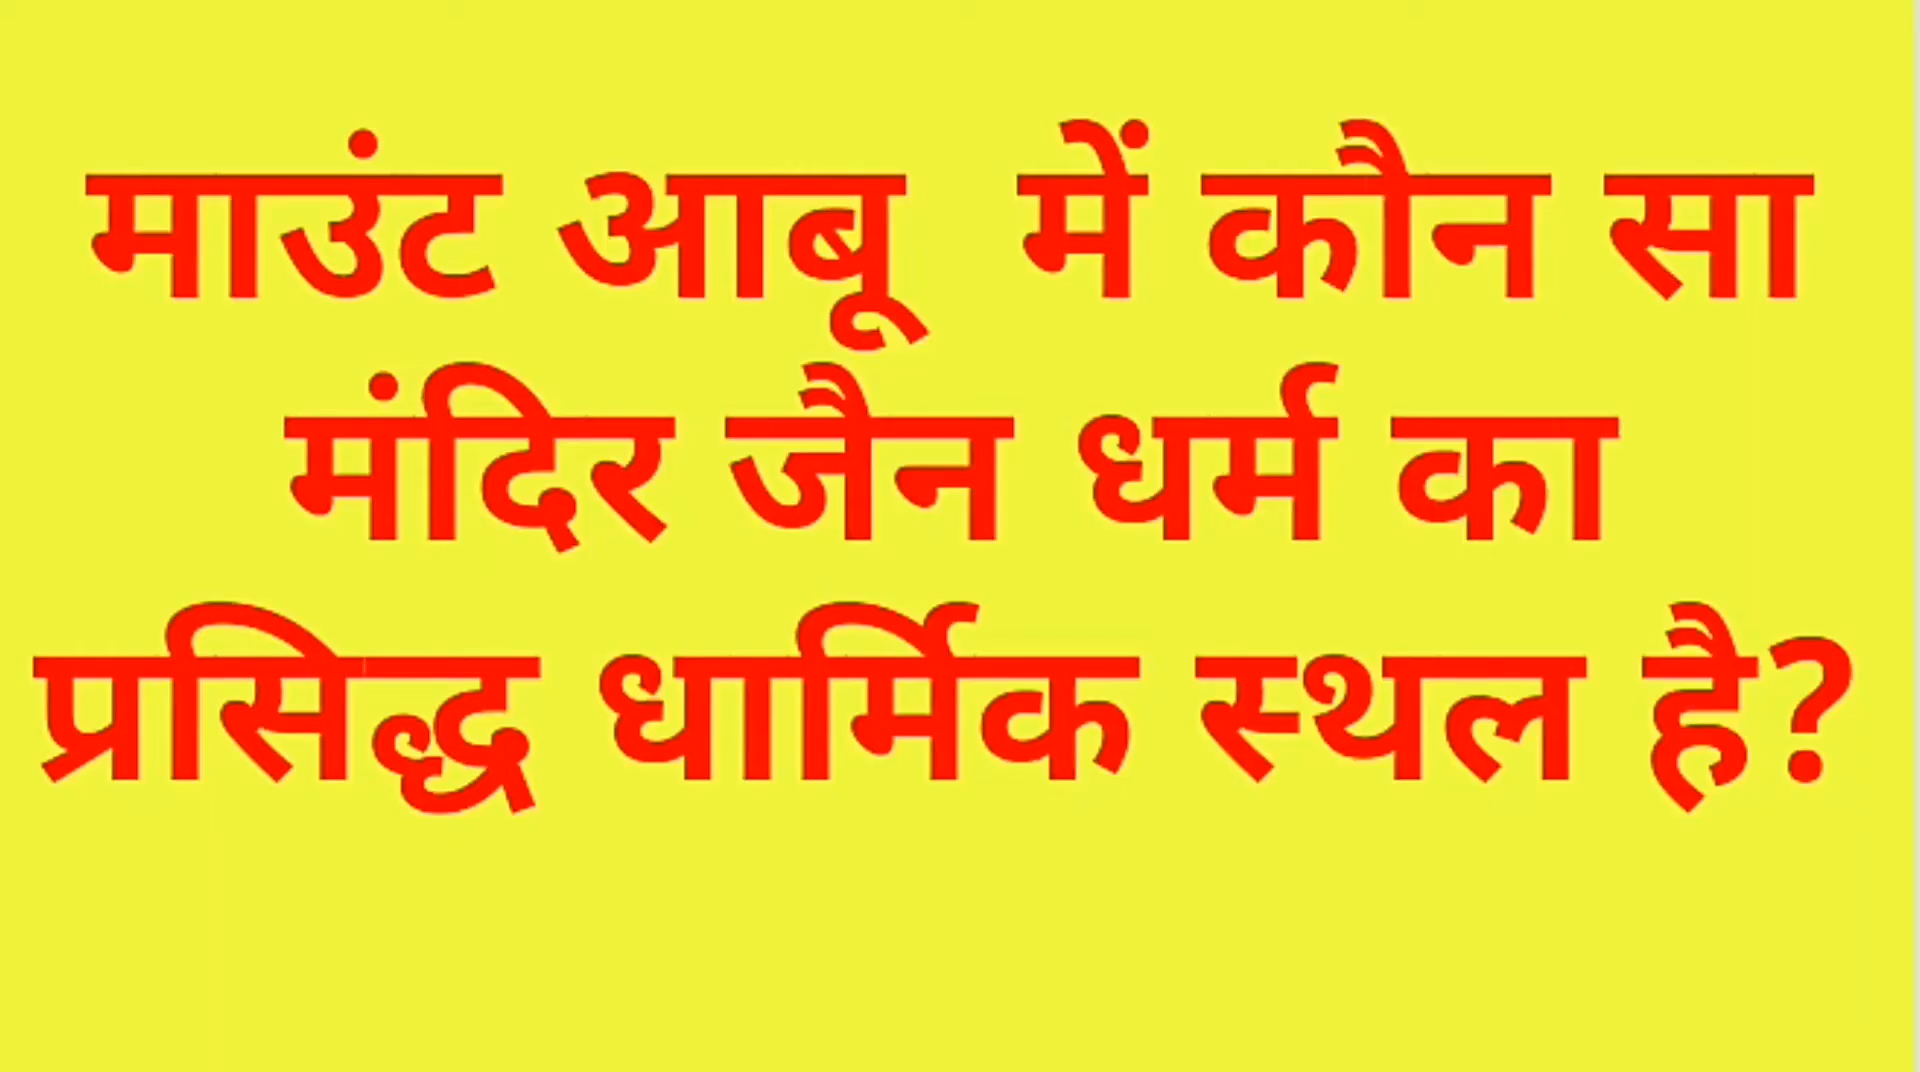 माउंट आबू में कौन सा
मंदिर जैन धर्म का
प्रसिद्ध धार्मिक स्थल है?